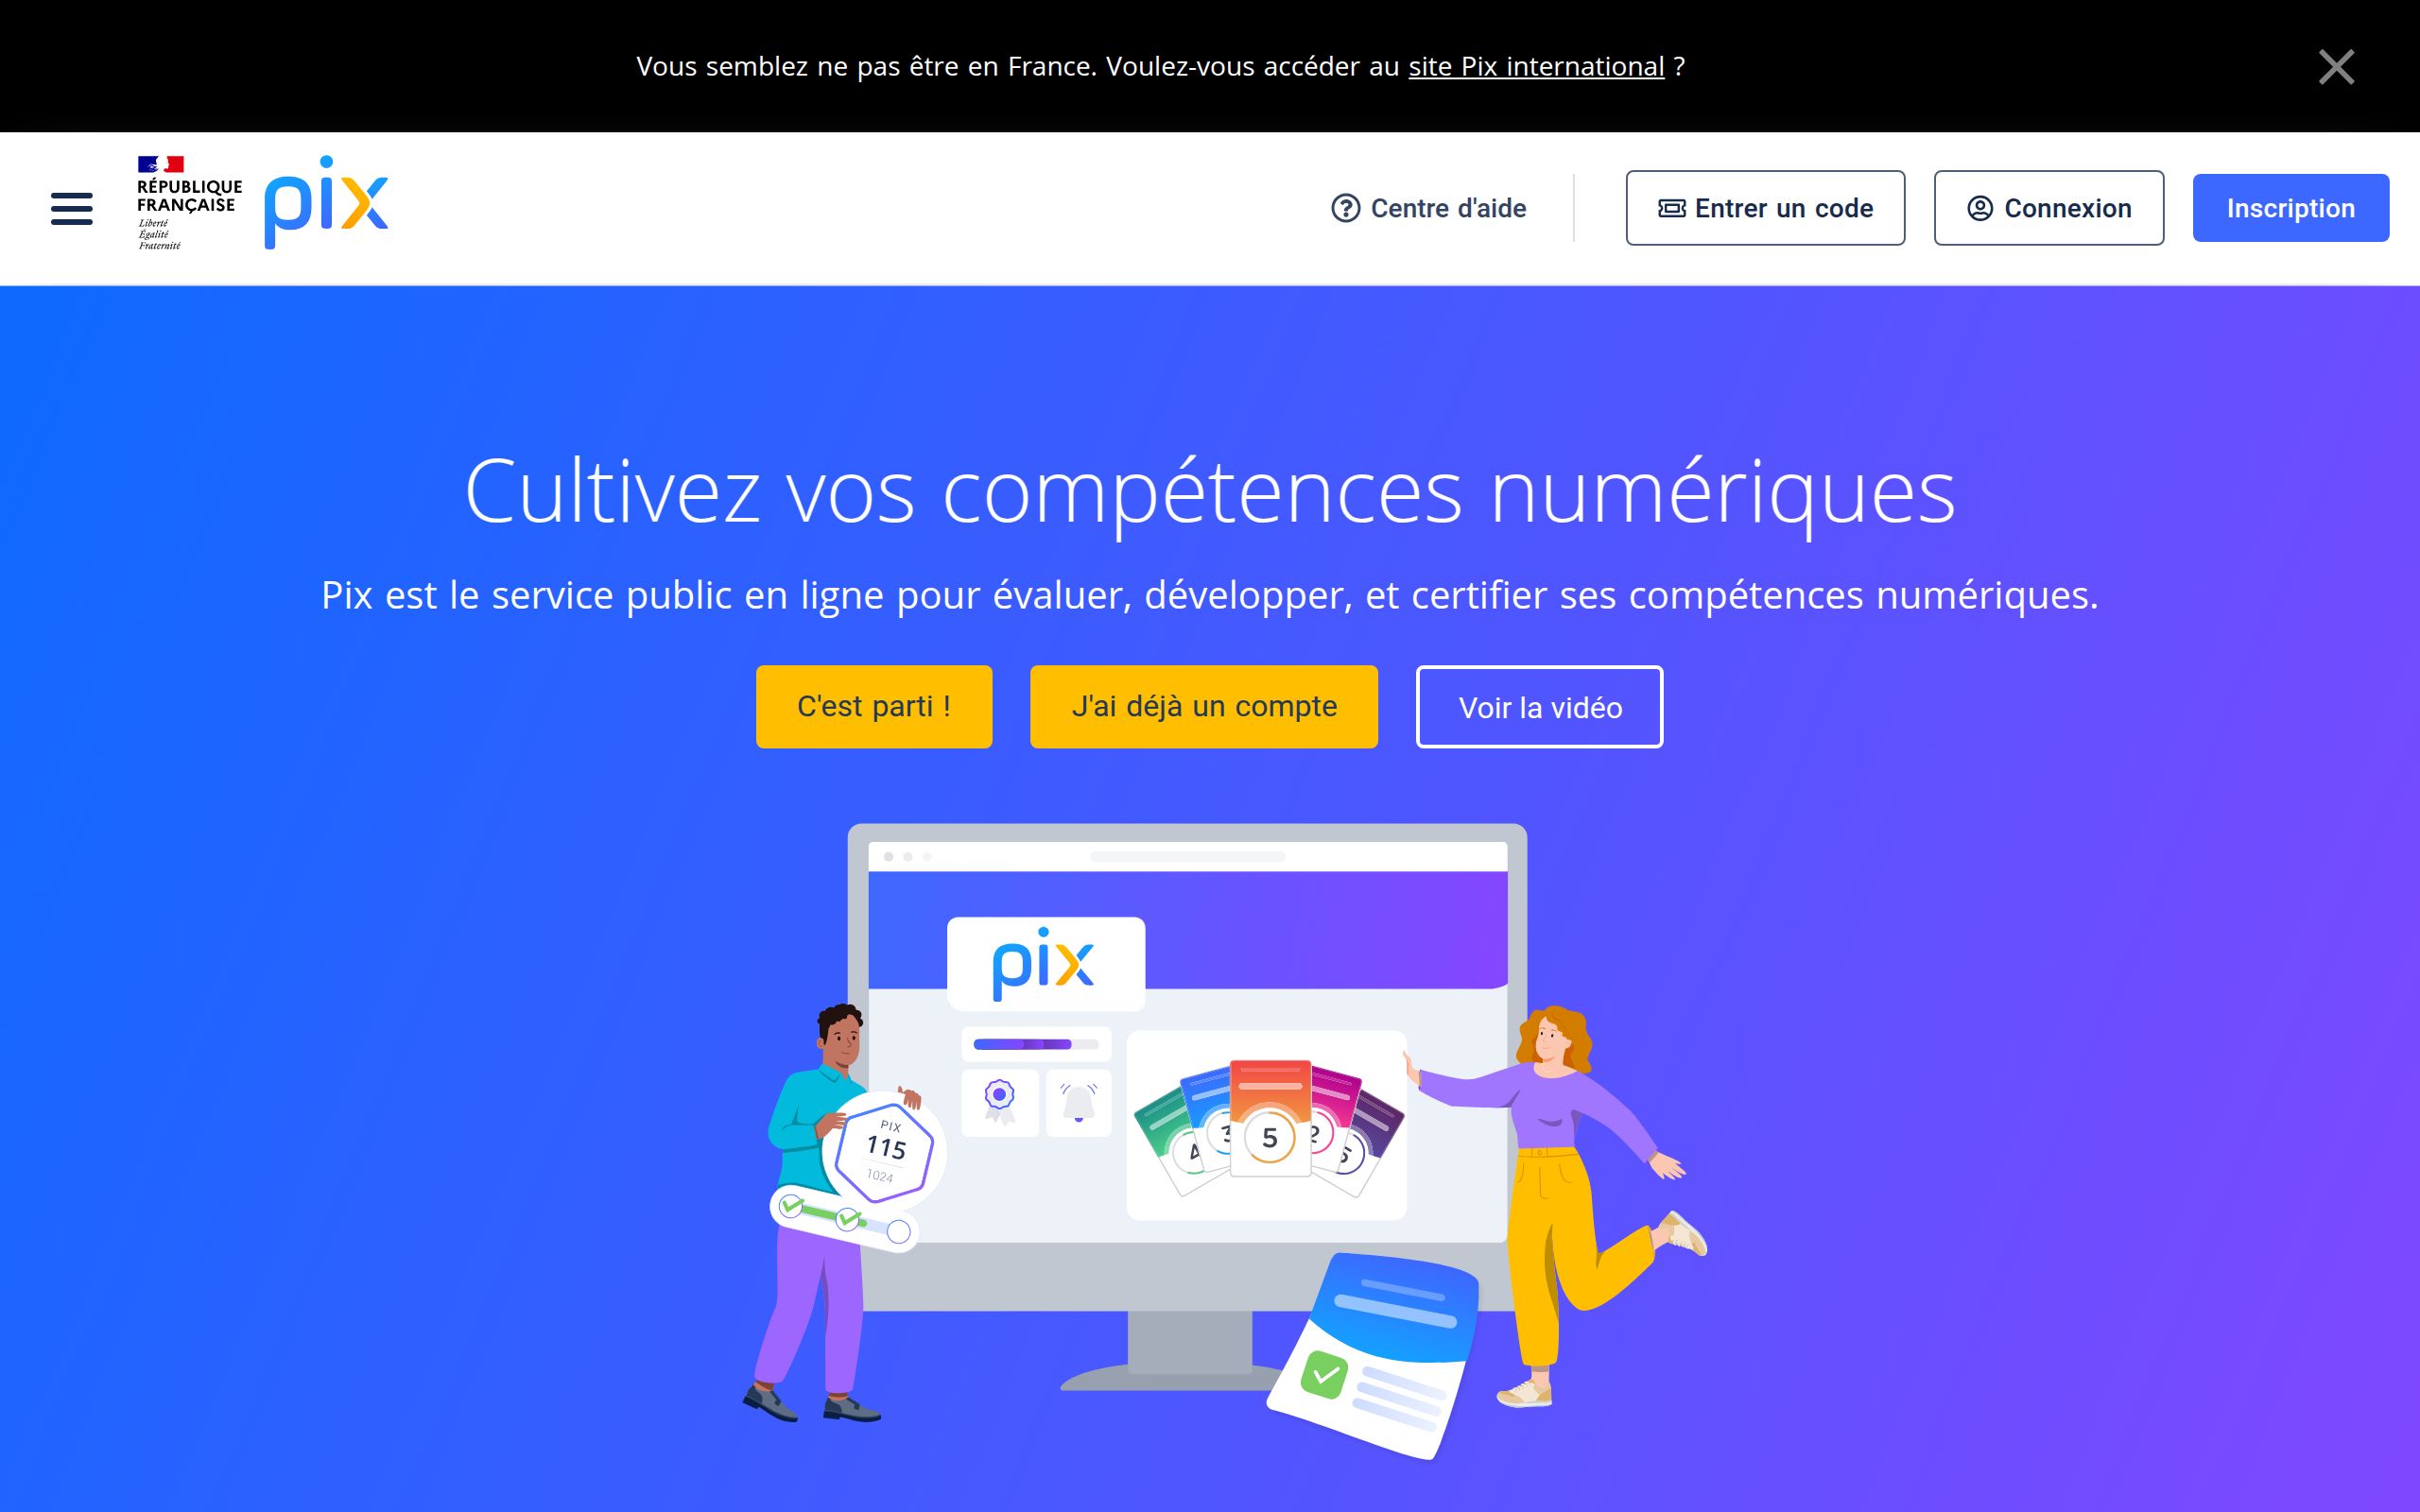 Vous semblez ne pas être en France. Voulez-vous accéder au site Pix international ?
RÉPUBLIQUE
FRANÇAISE
Liberté
Égalité
Fraternité
pix
Centre d'aide
Entrer un code
Connexion
Inscription
Cultivez vos compétences numériques
Pix est le service public en ligne pour évaluer, développer, et certifier ses compétences numériques.
C'est parti !
J'ai déjà un compte
Voir la vidéo
pix
PIX
115
1024
4
3
5
2
5